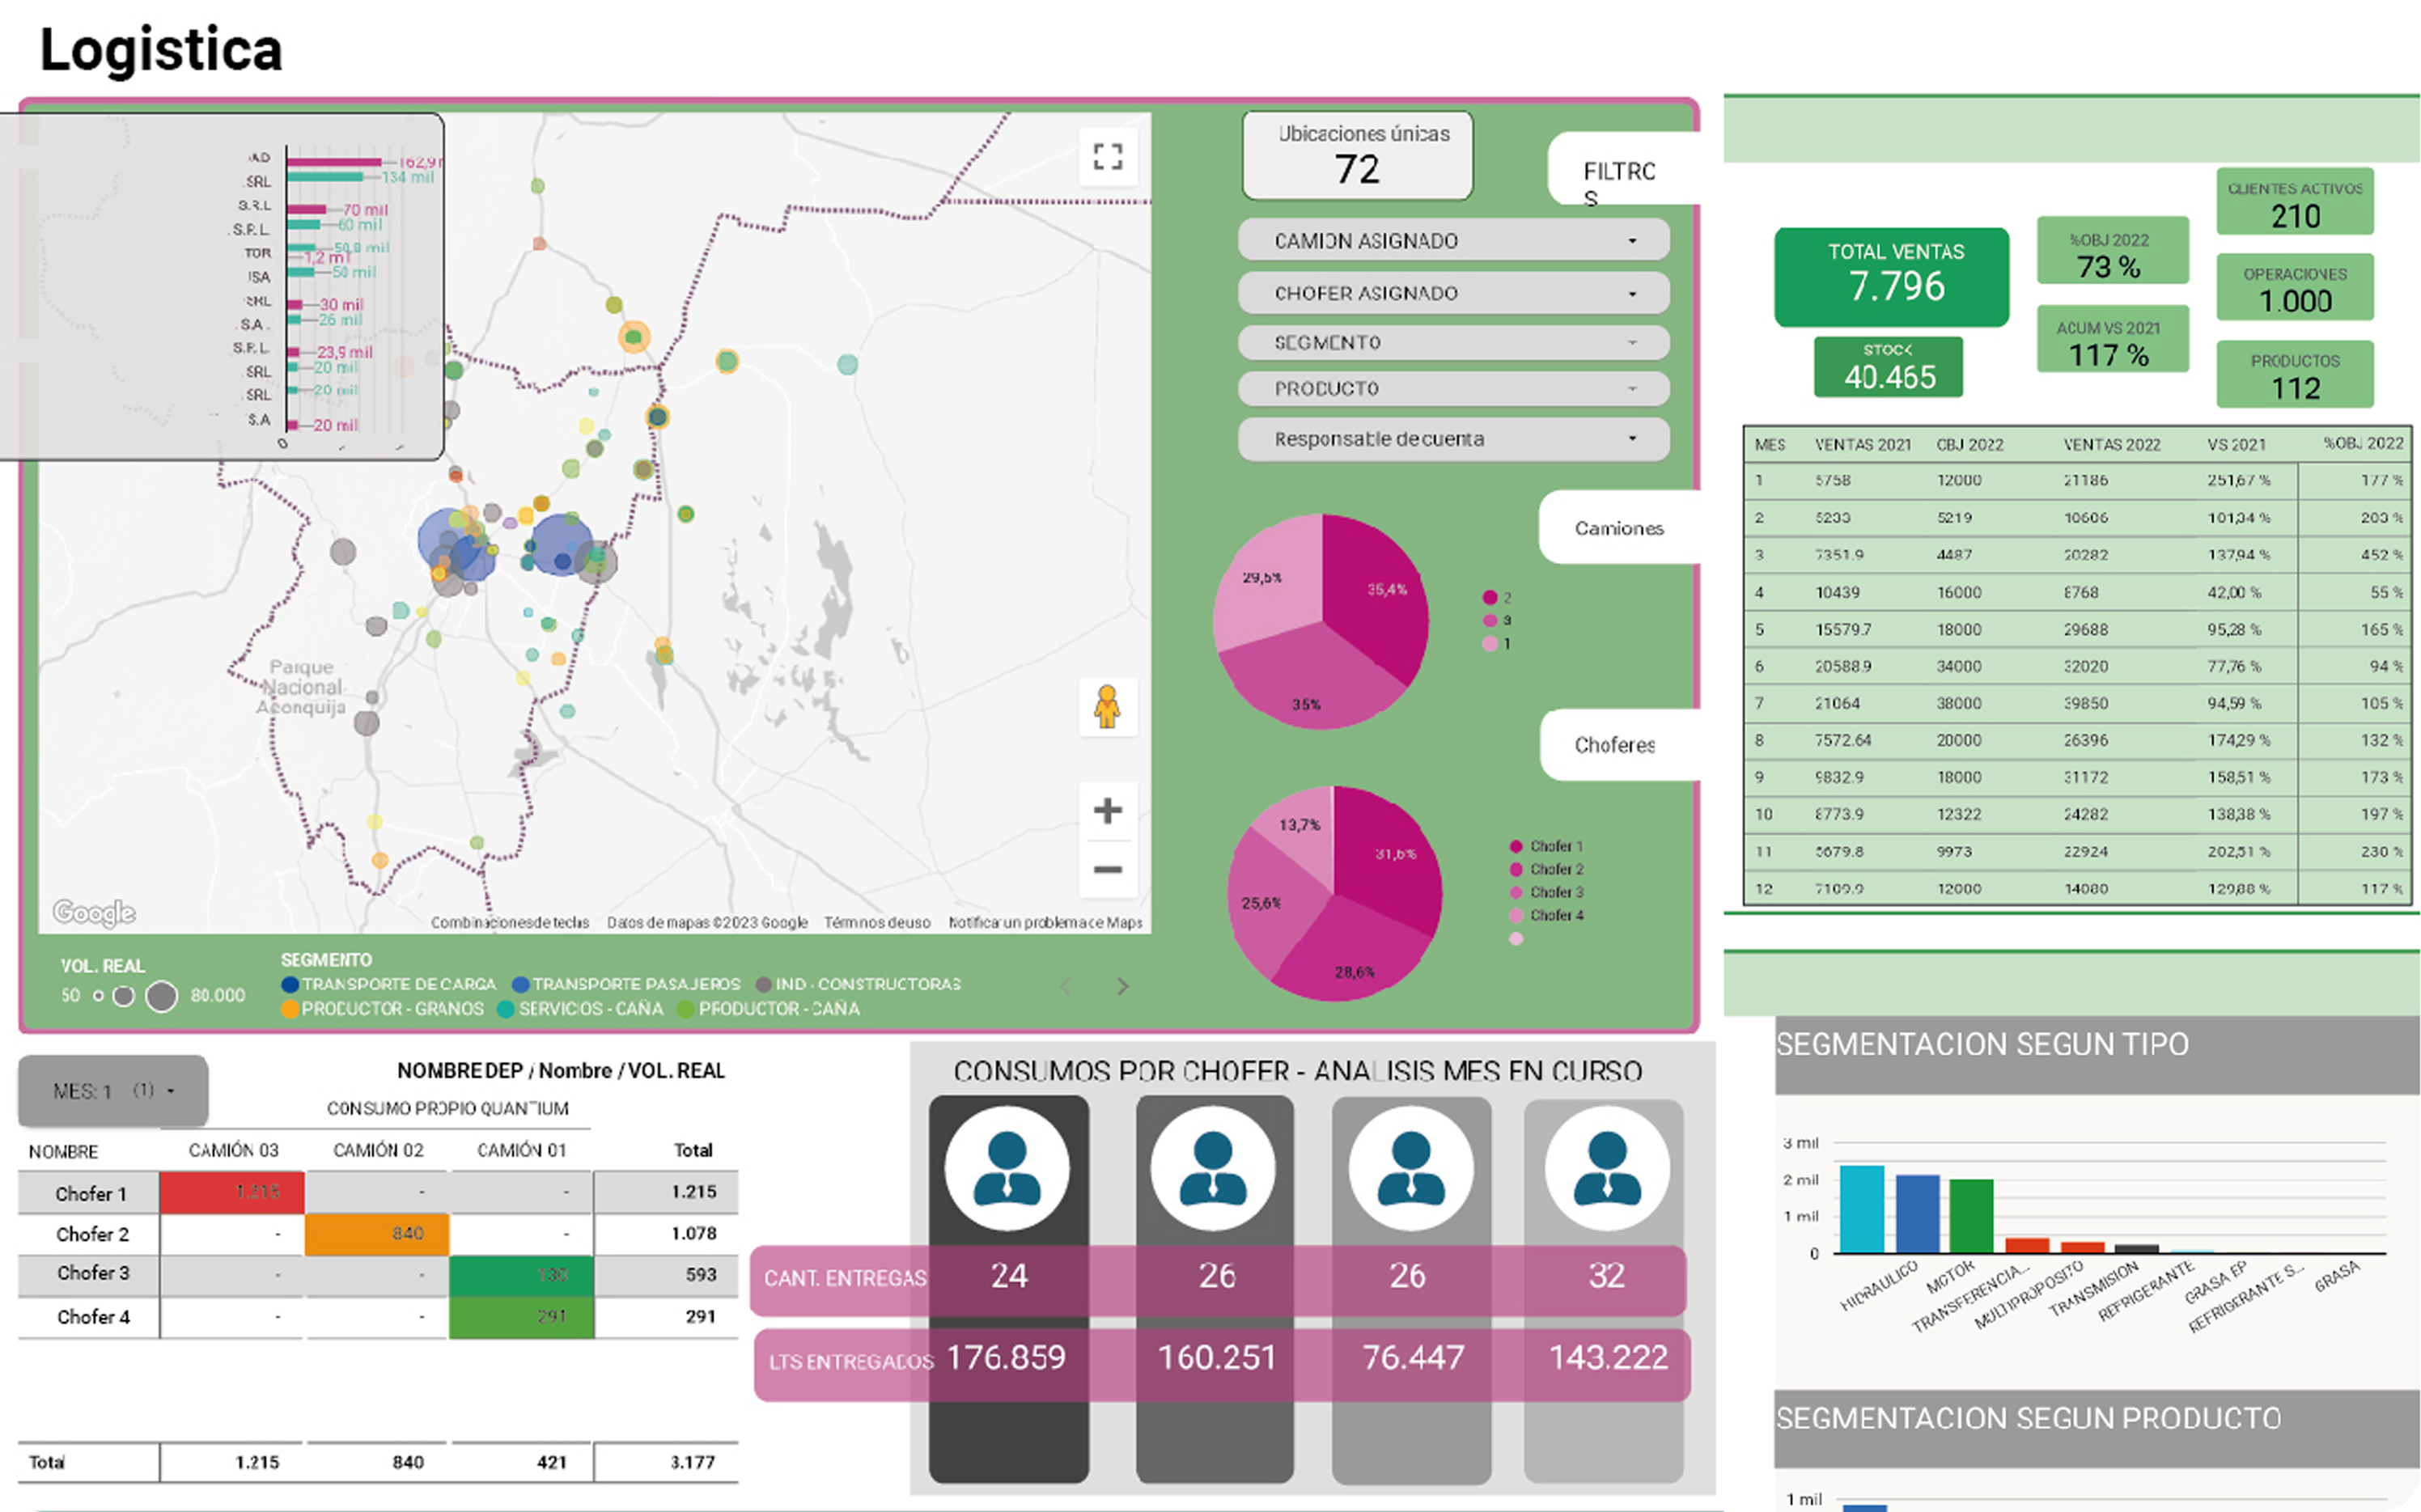 Logistica
AD
162,9
.SRL
134 mil
S.R.L
70 mil
S.R.L.
60 mil
TOR
50,8 mil
1,2 m
ISA
50 mil
SRL
30 mil
S.A.
26 mil
S.R.L.
23,9 mil
SRL
20 mil
SRL
20 mil
S.A
20 mil
0
Parque
Nacional
Aconquija
Google
Combinaciones de teclas Datos de mapas ©2023 Google Términos de uso Notificar un problema de Maps
VOL. REAL
50 80.000
SEGMENTO
TRANSPORTE DE CARGA TRANSPORTE PASAJEROS IND - CONSTRUCTORAS
PRODUCTOR - GRANOS SERVICIOS - CAÑA PRODUCTOR - CAÑA
Ubicaciones únicas
72
FILTRO
S
CAMION ASIGNADO
CHOFER ASIGNADO
SEGMENTO
PRODUCTO
Responsable de cuenta
Camiones
29,5%
35,4%
35%
2
3
1
Choferes
13,7%
31,6%
25,6%
28,6%
Chofer 1
Chofer 2
Chofer 3
Chofer 4
TOTAL VENTAS
7.796
STOCK
40.465
%OBJ 2022
73 %
ACUM VS 2021
117 %
CLIENTES ACTIVOS
210
OPERACIONES
1.000
PRODUCTOS
112
MES VENTAS 2021 OBJ 2022 VENTAS 2022 VS 2021 %OBJ 2022
1 5758 12000 21186 251,67 % 177 %
2 5233 5219 10606 101,34 % 203 %
3 7351.9 4487 20282 137,94 % 452 %
4 10439 16000 8768 42,00 % 55 %
5 15579.7 18000 29688 95,28 % 165 %
6 20588.9 34000 32020 77,76 % 94 %
7 21064 38000 39850 94,59 % 105 %
8 7572.64 20000 26396 174,29 % 132 %
9 9832.9 18000 31172 158,51 % 173 %
10 8773.9 12322 24282 138,38 % 197 %
11 5679.8 9973 22924 202,51 % 230 %
12 7109.9 12000 14080 129,88 % 117 %
MES: 1 (1)
NOMBRE DEP / Nombre / VOL. REAL
CONSUMO PROPIO QUANTIUM
NOMBRE CAMIÓN 03 CAMIÓN 02 CAMIÓN 01 Total
Chofer 1 1.215 - - 1.215
Chofer 2 - 840 - 1.078
Chofer 3 - - 130 593
Chofer 4 - - 291 291
Total 1.215 840 421 3.177
CONSUMOS POR CHOFER - ANALISIS MES EN CURSO
CANT. ENTREGAS 24 26 26 32
LTS ENTREGADOS 176.859 160.251 76.447 143.222
SEGMENTACION SEGUN TIPO
3 mil
2 mil
1 mil
0
HIDRAULICO
MOTOR
TRANSFERENCIA...
MULTIPROPOSITO
TRANSMISION
REFRIGERANTE
GRASA EP
REFRIGERANTE S...
GRASA
SEGMENTACION SEGUN PRODUCTO
1 mil